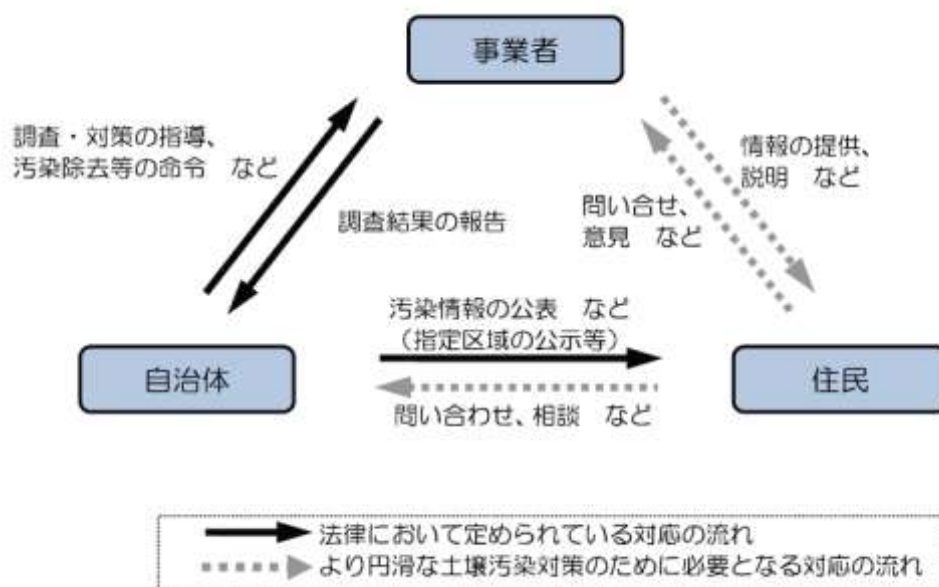 事業者
調査・対策の指導、
汚染除去等の命令　など
情報の提供、
説明　など
問い合せ、
意見　など
調査結果の報告
汚染情報の公表　など
（指定区域の公示等）
自治体
住民
問い合わせ、相談　など
法律において定められている対応の流れ
より円滑な土壌汚染対策のために必要となる対応の流れ